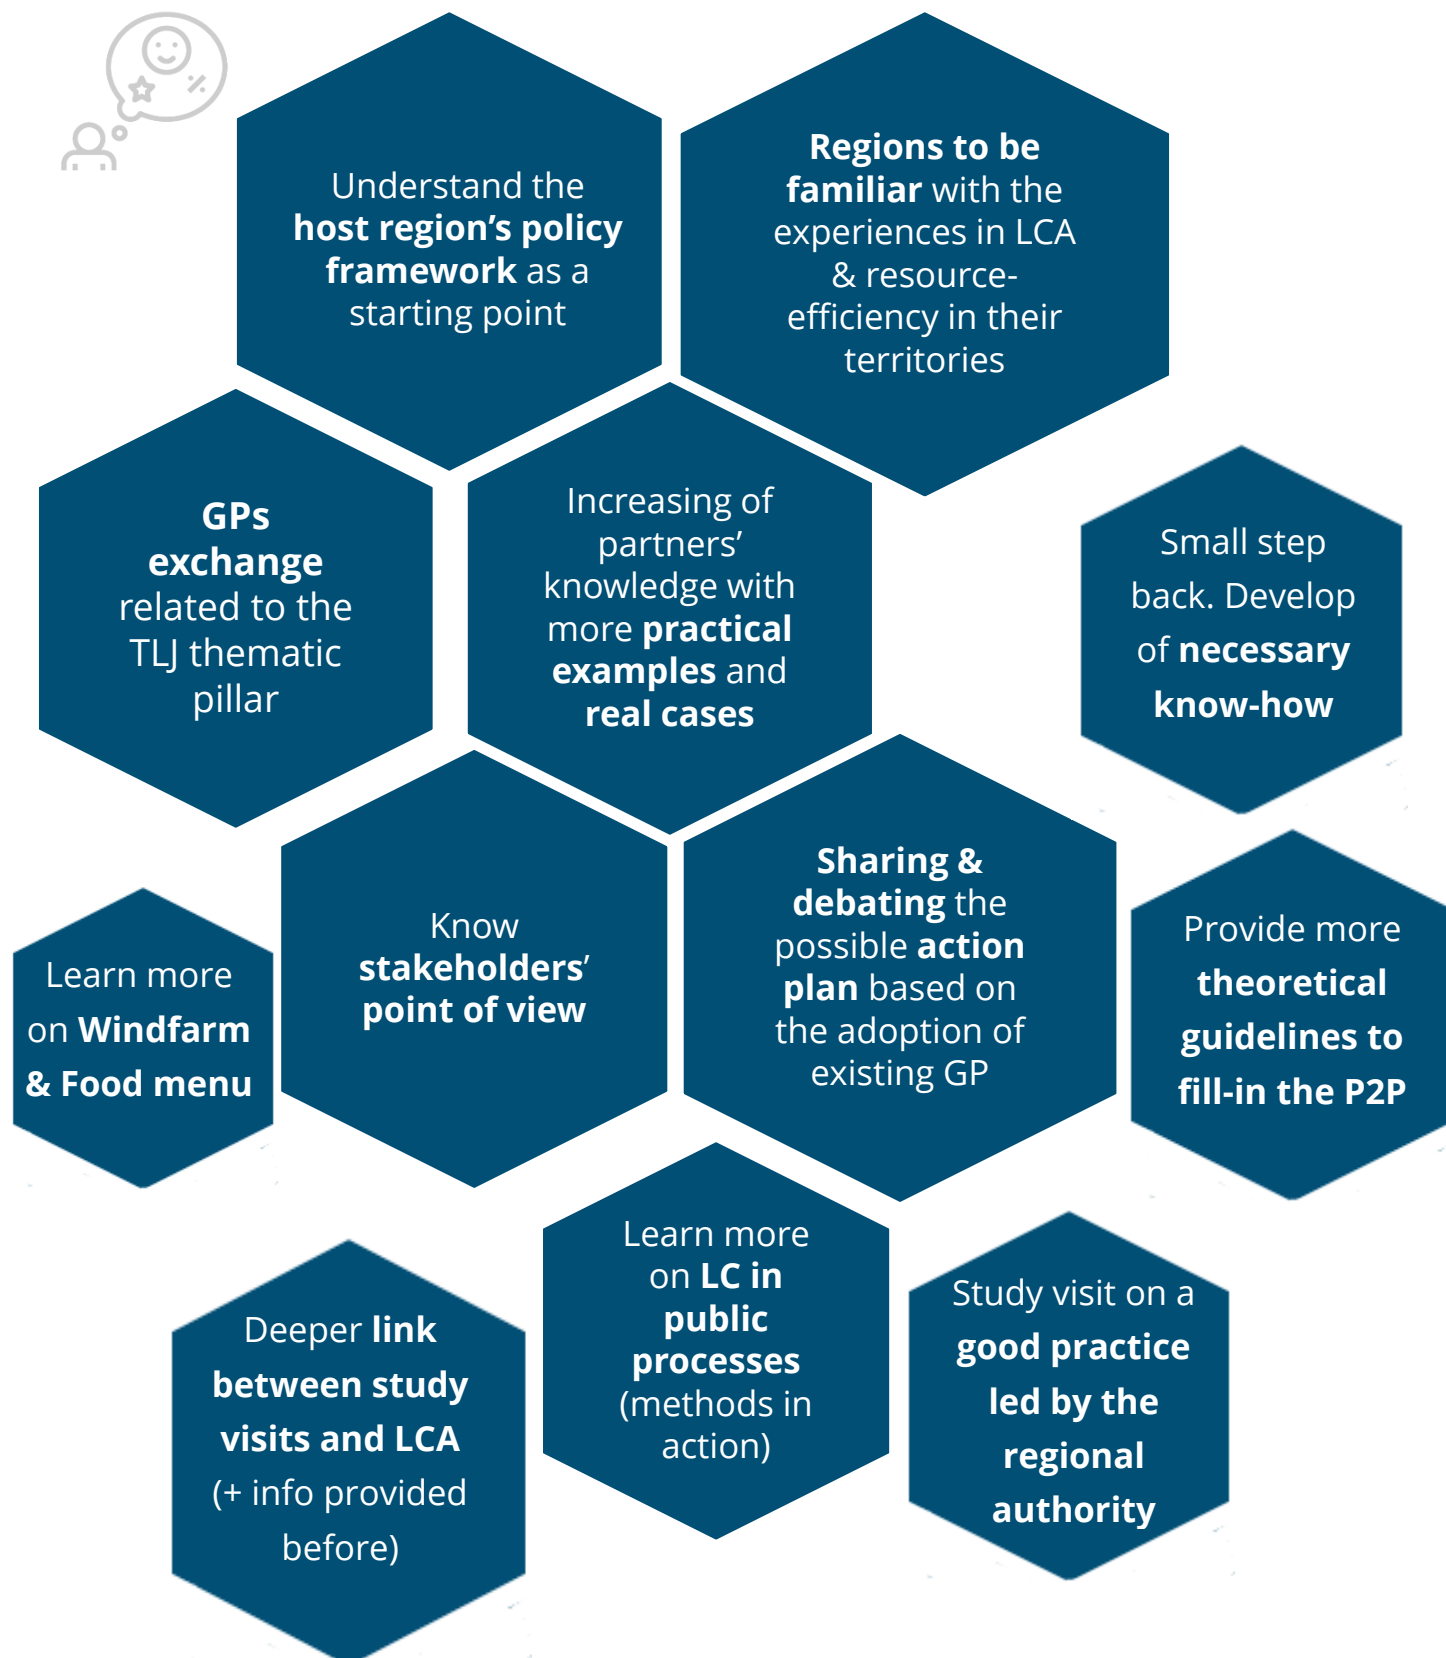 Understand the
host region’s policy
framework as a
starting point
Regions to be
familiar with the
experiences in LCA
& resource-
efficiency in their
territories
GPs
exchange
related to the
TLJ thematic
pillar
Increasing of
partners’
knowledge with
more practical
examples and
real cases
Small step
back. Develop
of necessary
know-how
Learn more
on Windfarm
& Food menu
Know
stakeholders’
point of view
Sharing &
debating the
possible action
plan based on
the adoption of
existing GP
Provide more
theoretical
guidelines to
fill-in the P2P
Deeper link
between study
visits and LCA
(+ info provided
before)
Learn more
on LC in
public
processes
(methods in
action)
Study visit on a
good practice
led by the
regional
authority